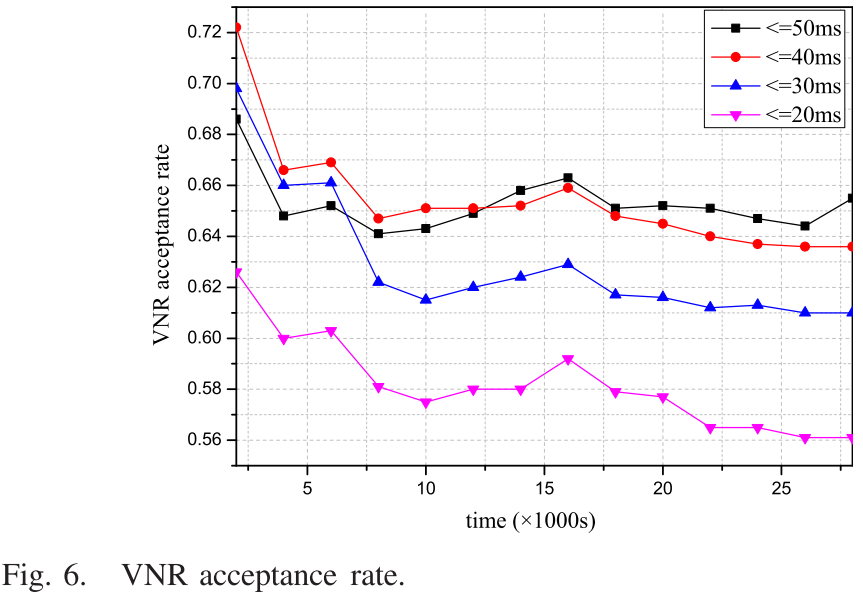 0.72
0.70
0.68
0.66
0.64
0.62
0.60
0.58
0.56
VNR acceptance rate
<=50ms
<=40ms
<=30ms
<=20ms
5 10 15 20 25
time (×1000s)
Fig. 6. VNR acceptance rate.